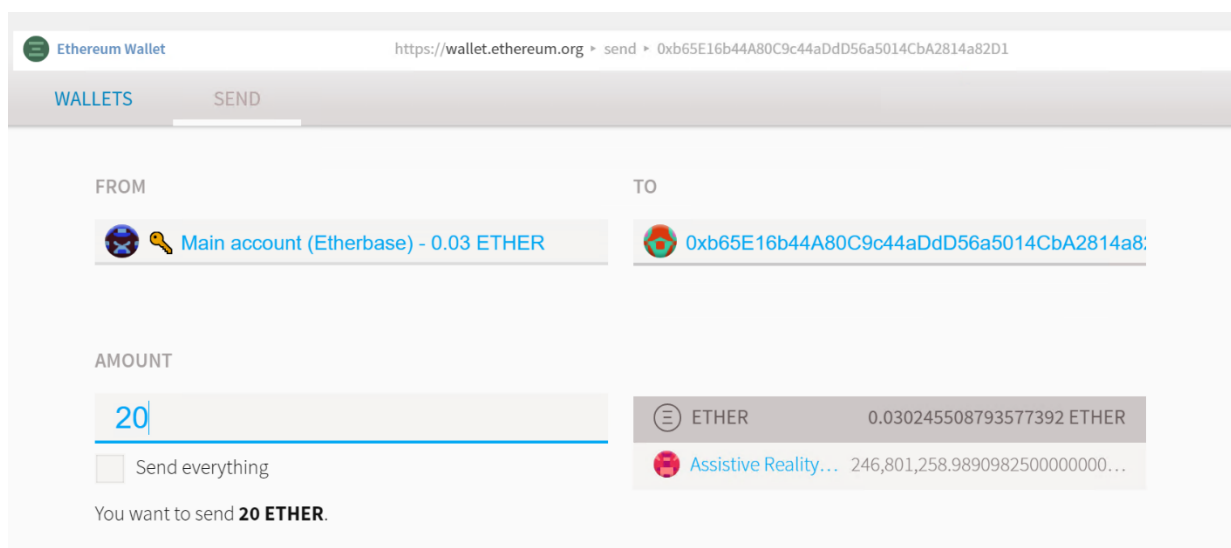 Ethereum Wallet https://wallet.ethereum.org ▸ send ▸ 0xb65E16b44A80C9c44aDdD56a5014CbA2814a82D1
WALLETS SEND
FROM TO
Main account (Etherbase) - 0.03 ETHER 0xb65E16b44A80C9c44aDdD56a5014CbA2814a82
AMOUNT
20 ETHER 0.030245508793577392 ETHER
Send everything Assistive Reality… 246,801,258.9890982500000000…
You want to send 20 ETHER.